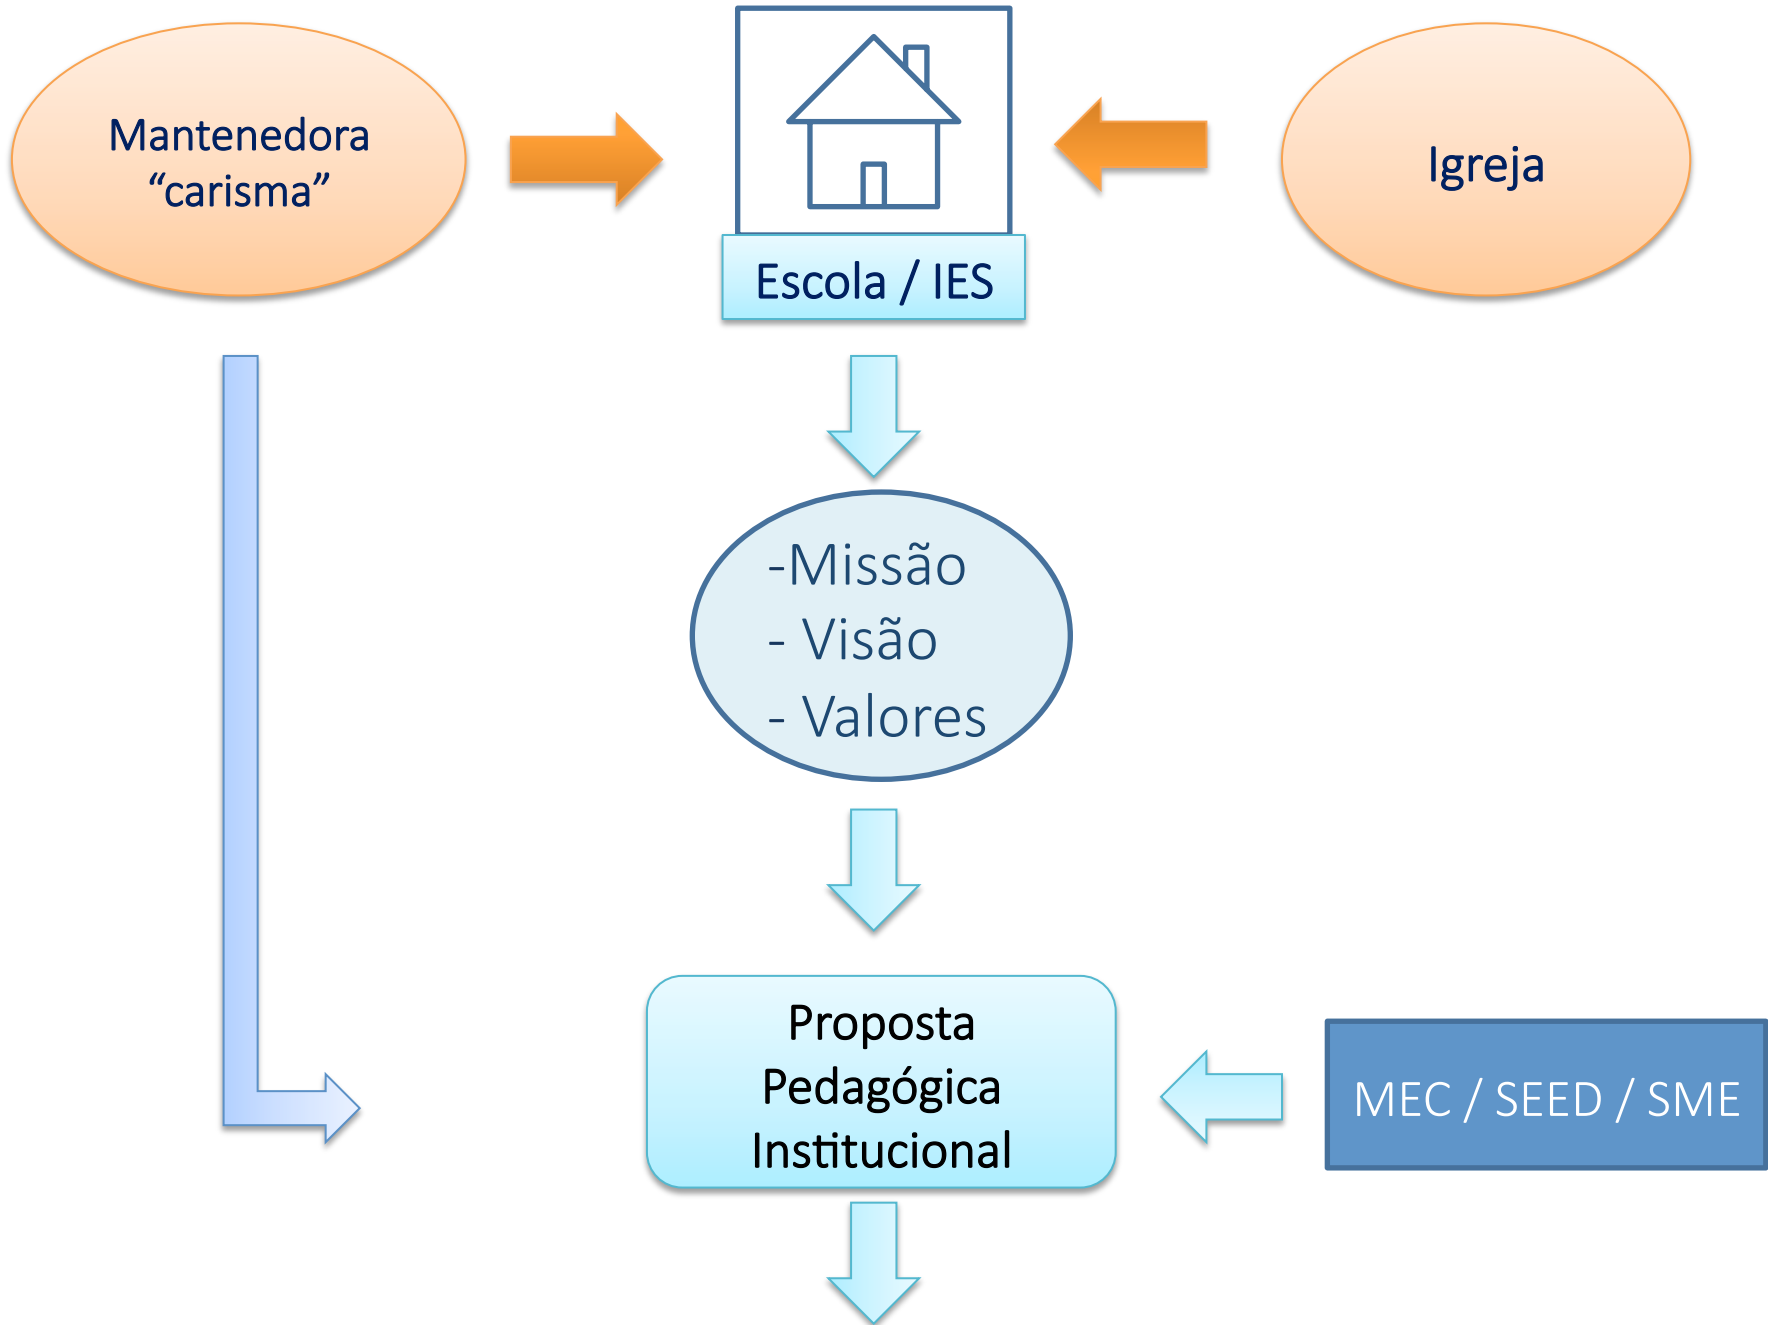 Mantenedora
“carisma”
Igreja
Escola / IES
-Missão
- Visão
- Valores
Proposta
Pedagógica
Institucional
MEC / SEED / SME